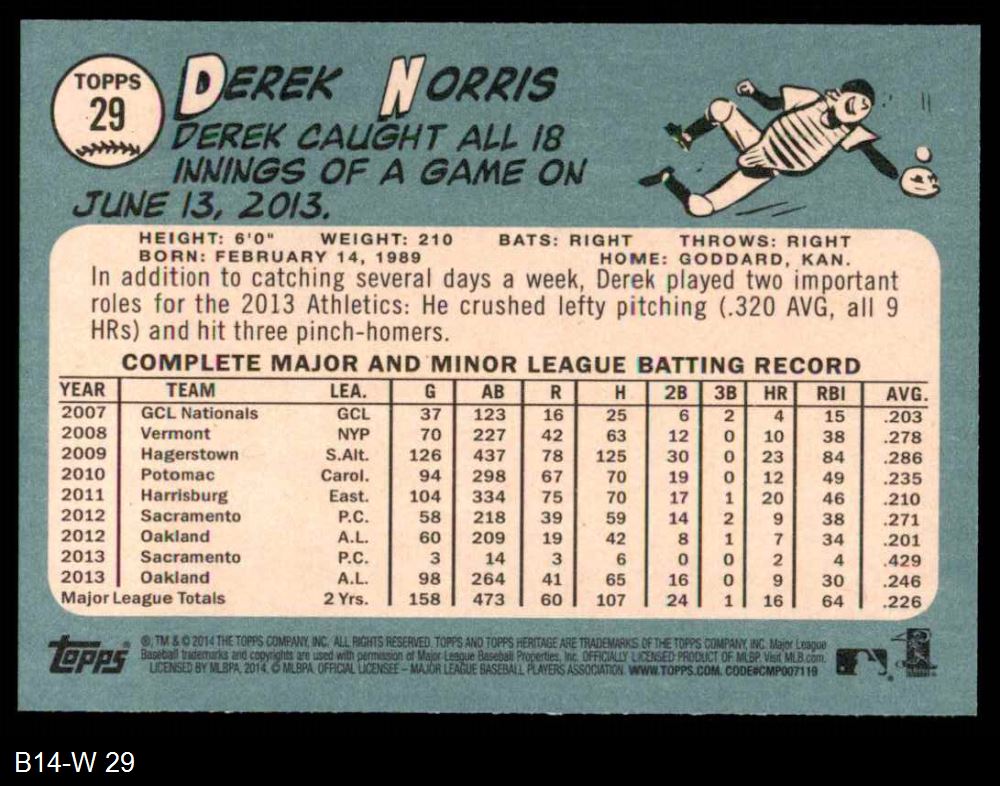 TOPPS
29
DEREK NORRIS
DEREK CAUGHT ALL 18
INNINGS OF A GAME ON
JUNE 13, 2013.
HEIGHT: 6'0" WEIGHT: 210 BATS: RIGHT THROWS: RIGHT
BORN: FEBRUARY 14, 1989 HOME: GODDARD, KAN.
In addition to catching several days a week, Derek played two important
roles for the 2013 Athletics: He crushed lefty pitching (.320 AVG, all 9
HRs) and hit three pinch-homers.
COMPLETE MAJOR AND MINOR LEAGUE BATTING RECORD
YEAR TEAM LEA. G AB R H 2B 3B HR RBI AVG.
2007 GCL Nationals GCL 37 123 16 25 6 2 4 15 .203
2008 Vermont NYP 70 227 42 63 12 0 10 38 .278
2009 Hagerstown S.Atl. 126 437 78 125 30 0 23 84 .286
2010 Potomac Carol. 94 298 67 70 19 0 12 49 .235
2011 Harrisburg East. 104 334 75 70 17 1 20 46 .210
2012 Sacramento P.C. 58 218 39 59 14 2 9 38 .271
2012 Oakland A.L. 60 209 19 42 8 1 7 34 .201
2013 Sacramento P.C. 3 14 3 6 0 0 2 4 .429
2013 Oakland A.L. 98 264 41 65 16 0 9 30 .246
Major League Totals 2 Yrs. 158 473 60 107 24 1 16 64 .226
Topps
®, TM & © 2014 THE TOPPS COMPANY, INC. ALL RIGHTS RESERVED. TOPPS AND TOPPS HERITAGE ARE TRADEMARKS OF THE TOPPS COMPANY, INC. Major League
Baseball trademarks and copyrights are used with permission of Major League Baseball Properties, Inc. OFFICIALLY LICENSED PRODUCT OF MLBP. Visit MLB.com.
LICENSED BY MLBPA, 2014. © MLBPA OFFICIAL LICENSEE – MAJOR LEAGUE BASEBALL PLAYERS ASSOCIATION. WWW.TOPPS.COM. CODE#CMP007119
B14-W 29